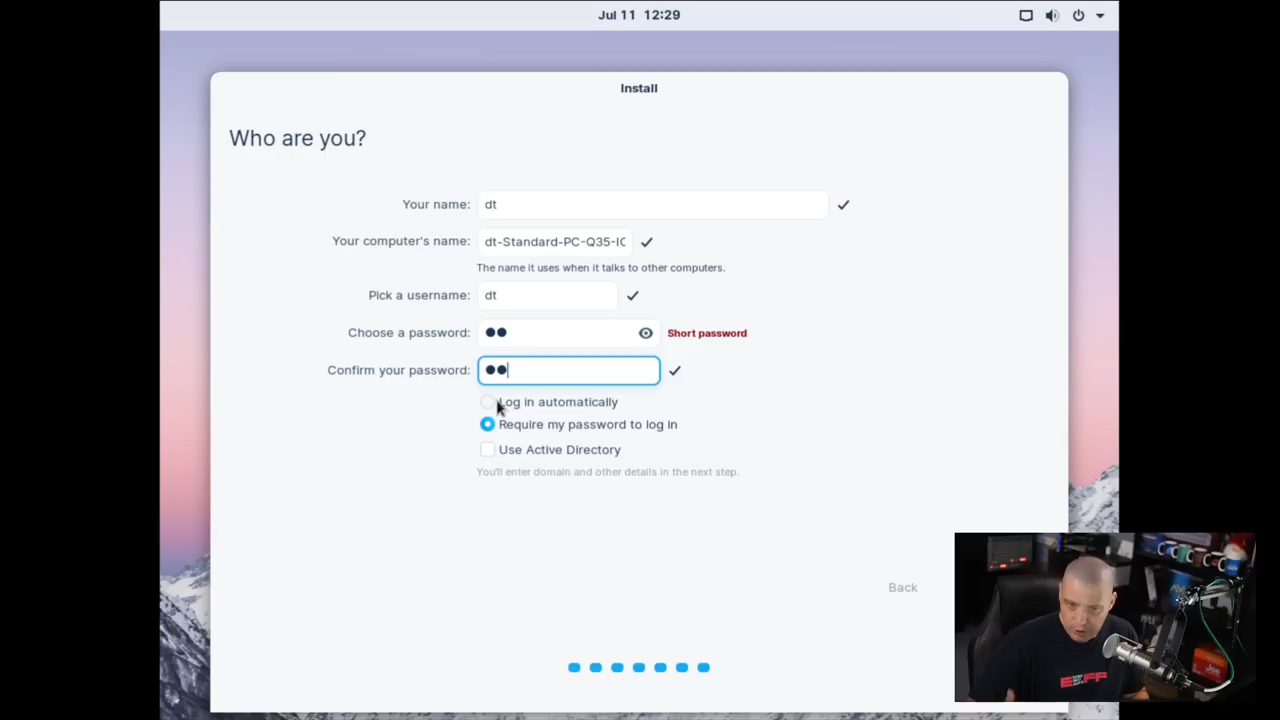 Jul 11 12:29
Install
Who are you?
Your name: dt
Your computer's name: dt-Standard-PC-Q35-IC
The name it uses when it talks to other computers.
Pick a username: dt
Choose a password: ●● Short password
Confirm your password: ●●
Log in automatically
Require my password to log in
Use Active Directory
You'll enter domain and other details in the next step.
Back